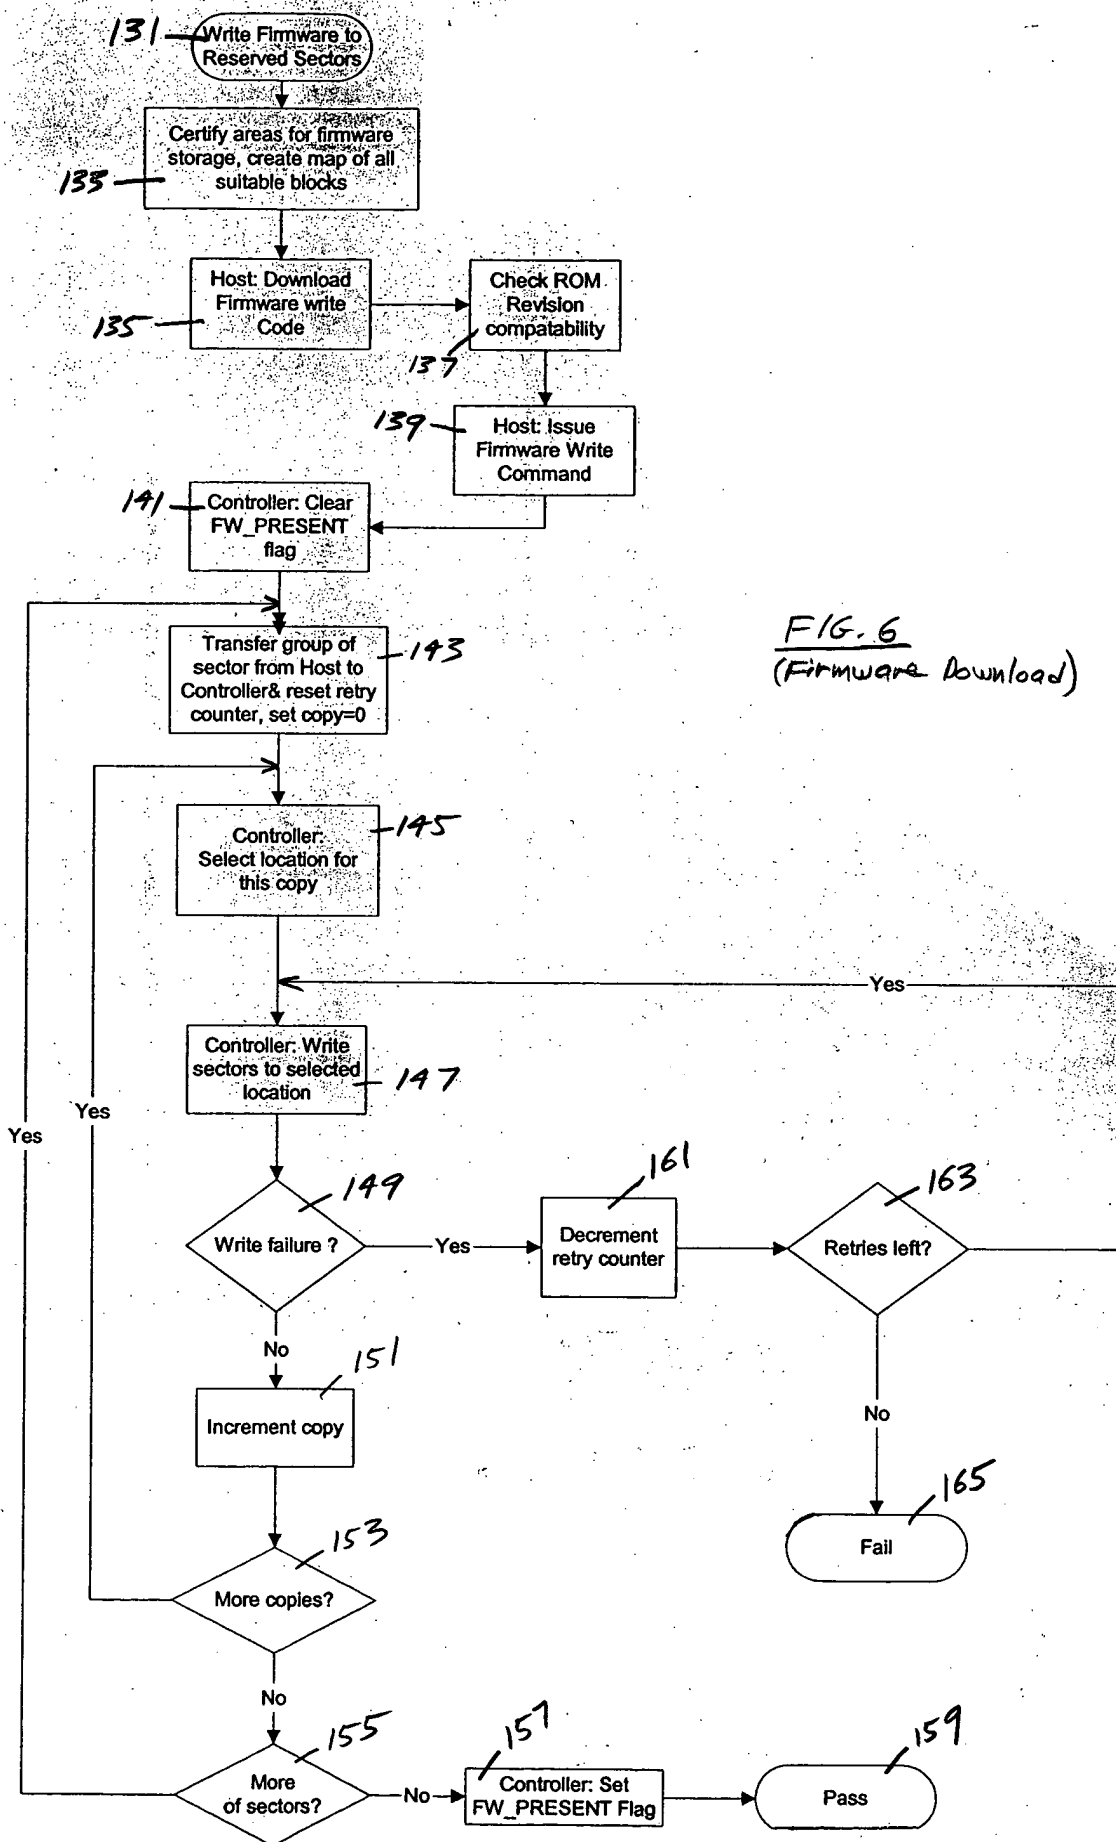 131
Write Firmware to
Reserved Sectors
Certify areas for firmware
storage, create map of all
suitable blocks
133
Host: Download
Firmware write
Code
135
Check ROM
Revision
compatability
137
139
Host: Issue
Firmware Write
Command
141
Controller: Clear
FW_PRESENT
flag
FIG. 6
(Firmware Download)
Transfer group of
sector from Host to
Controller& reset retry
counter, set copy=0
143
Controller:
Select location for
this copy
145
Yes
Controller: Write
sectors to selected
location
147
Yes
Yes
149
Write failure ?
Yes
161
Decrement
retry counter
163
Retries left?
No
151
Increment copy
No
165
Fail
153
More copies?
No
155
More
of sectors?
No
157
Controller: Set
FW_PRESENT Flag
159
Pass